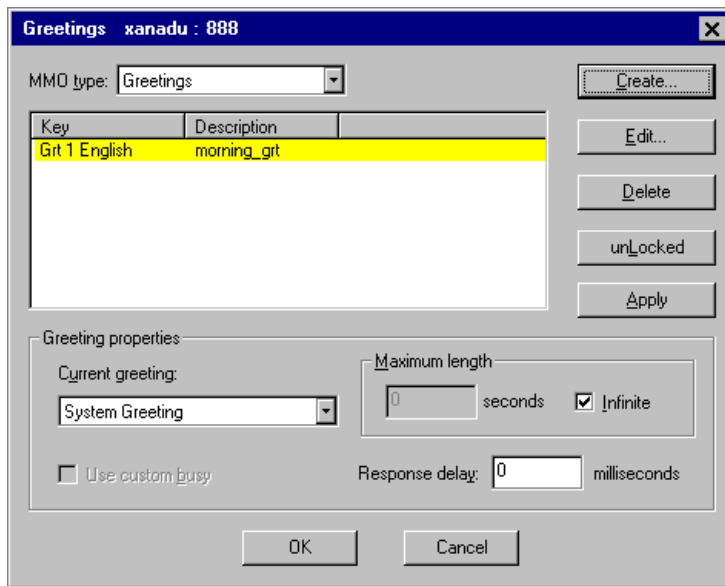 Greetings xanadu : 888
MMO type: Greetings
Create...
Key Description
Grt 1 English morning_grt
Edit...
Delete
unLocked
Apply
Greeting properties
Current greeting:
System Greeting
Maximum length
0 seconds Infinite
Use custom busy
Response delay: 0 milliseconds
OK Cancel